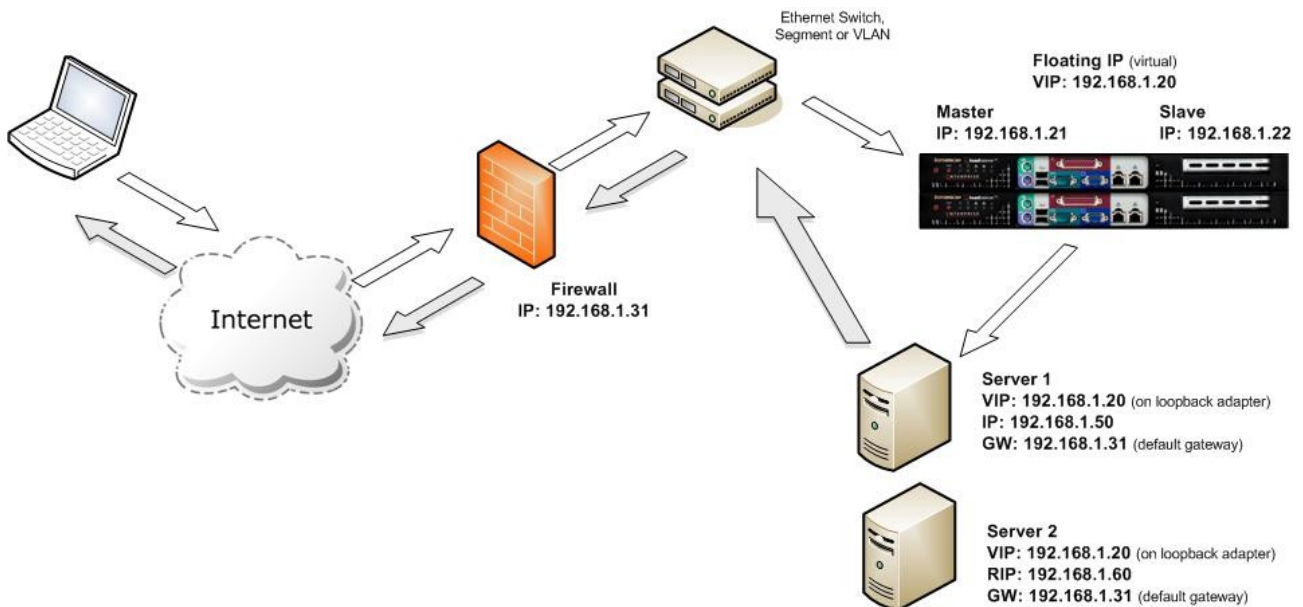 Ethernet Switch,
Segment or VLAN
Floating IP (virtual)
VIP: 192.168.1.20
Master
IP: 192.168.1.21
Slave
IP: 192.168.1.22
Firewall
IP: 192.168.1.31
Internet
Server 1
VIP: 192.168.1.20 (on loopback adapter)
IP: 192.168.1.50
GW: 192.168.1.31 (default gateway)
Server 2
VIP: 192.168.1.20 (on loopback adapter)
RIP: 192.168.1.60
GW: 192.168.1.31 (default gateway)